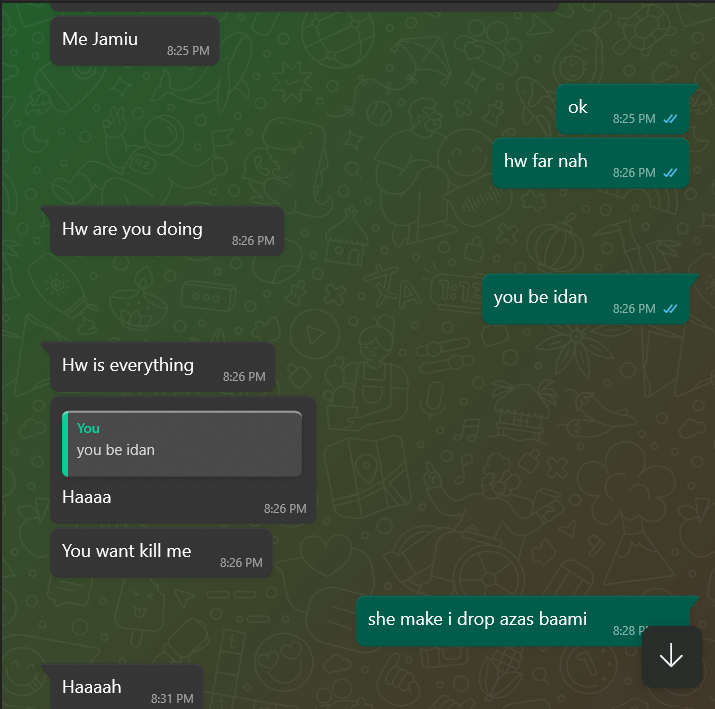 Me Jamiu
8:25 PM
ok
8:25 PM
hw far nah
8:26 PM
Hw are you doing
8:26 PM
you be idan
8:26 PM
Hw is everything
8:26 PM
You
you be idan
Haaaa
8:26 PM
You want kill me
8:26 PM
she make i drop azas baami
8:28
Haaaah
8:31 PM